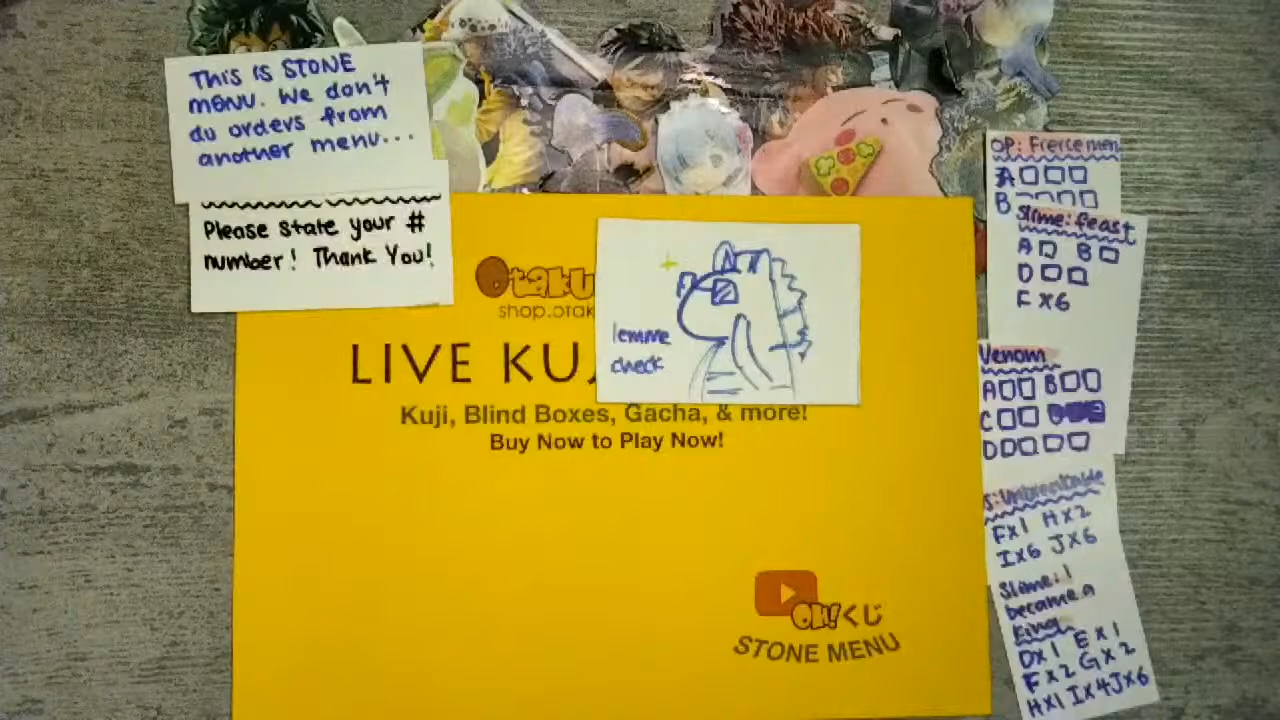 THIS IS STONE
MENU. We don't
do orders from
another menu...
Please State your #
number! Thank You!
Otaku
shop.otak
LIVE KUJ
Kuji, Blind Boxes, Gacha, & more!
Buy Now to Play Now!
lemme
check
OH!くじ
STONE MENU
OP: Fierce men
A
B
Slime: feast
A B
D
F x6
Venom
A B
C
D
s: Unbreakable
Fx1 Hx2
Ix6 Jx6
Slime: I
became a
King
Dx1 Ex1
Fx2 Gx2
Hx1 Ix4 Jx6